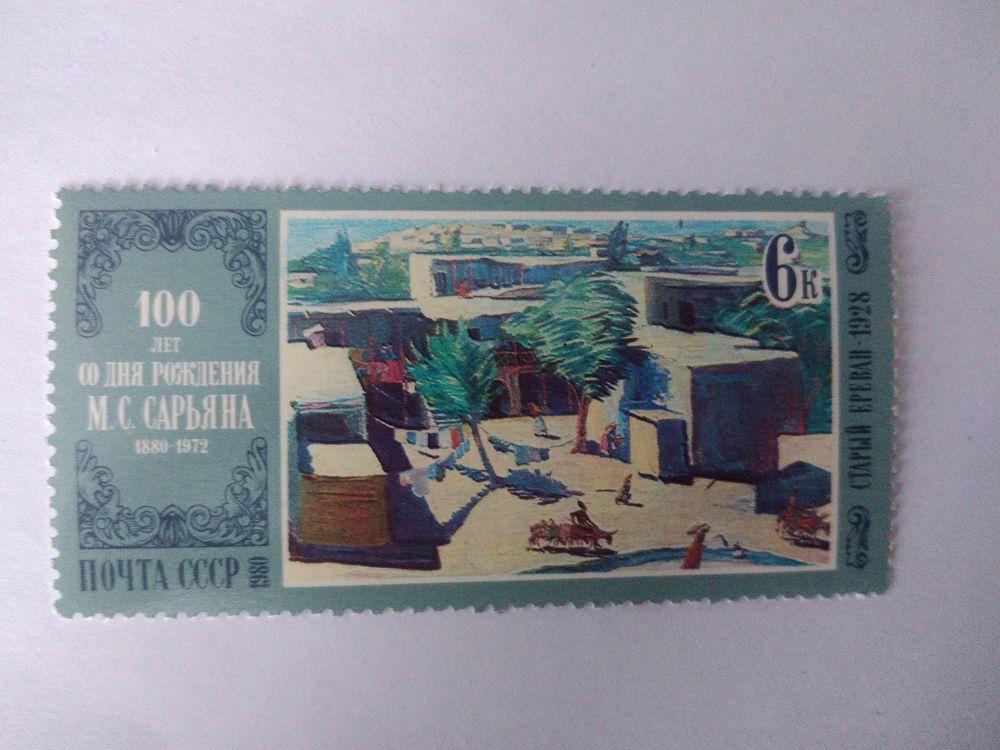 100
ЛЕТ
СО ДНЯ РОЖДЕНИЯ
М. С. САРЬЯНА
1880-1972
ПОЧТА СССР 1980
6К
СТАРЫЙ ЕРЕВАН·1928